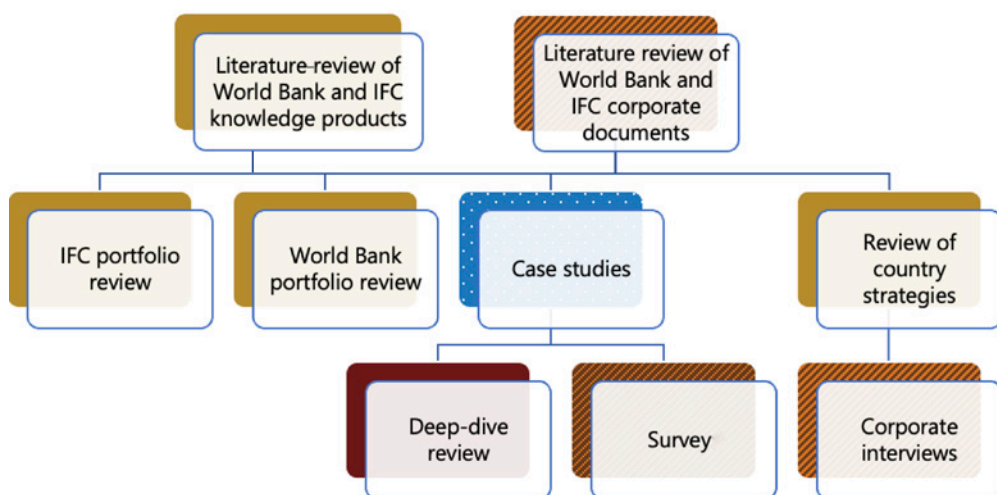 Literature-review of
World Bank and IFC
knowledge products
Literature review of
World Bank and
IFC corporate
documents
IFC portfolio
review
World Bank
portfolio review
Case studies
Review of
country
strategies
Deep-dive
review
Survey
Corporate
interviews